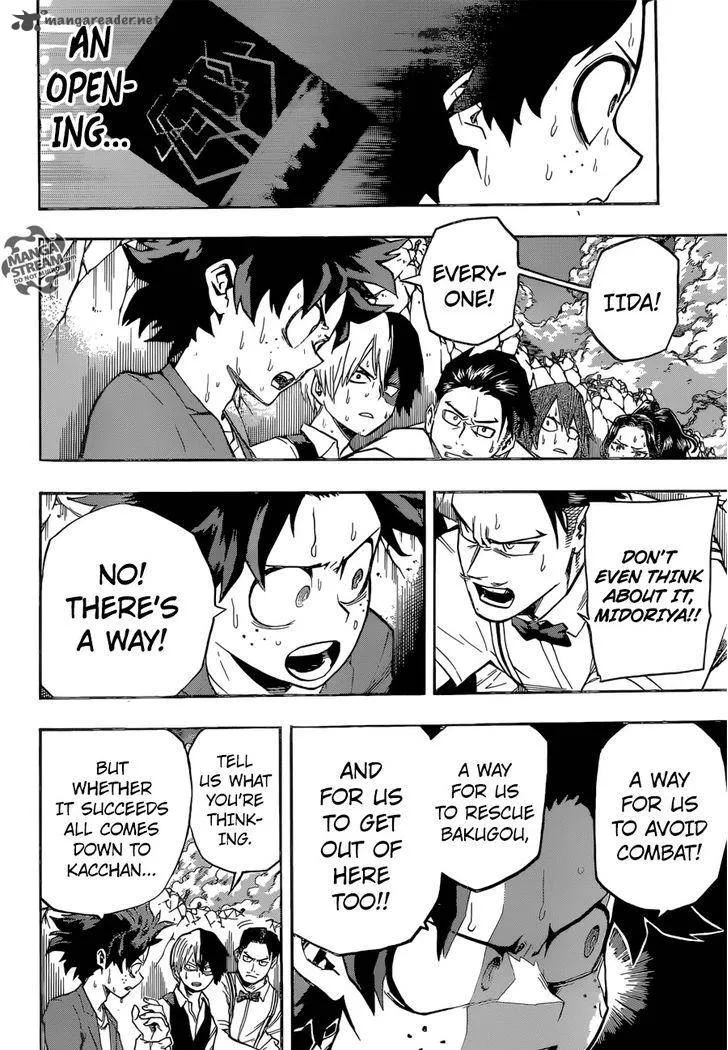 mangareader.net
AN
OPEN-
ING...
MANGA
STREAM
IIDA!
EVERY-
ONE!
DON'T
EVEN THINK
ABOUT IT,
MIDORIYA!!
NO!
THERE'S
A WAY!
A WAY
FOR US
TO AVOID
COMBAT!
A WAY
FOR US
TO RESCUE
BAKUGOU,
AND
FOR US
TO GET
OUT OF
HERE
TOO!!
TELL
US WHAT
YOU'RE
THINK-
ING.
BUT
WHETHER
IT SUCCEEDS
ALL COMES
DOWN TO
KACCHAN...